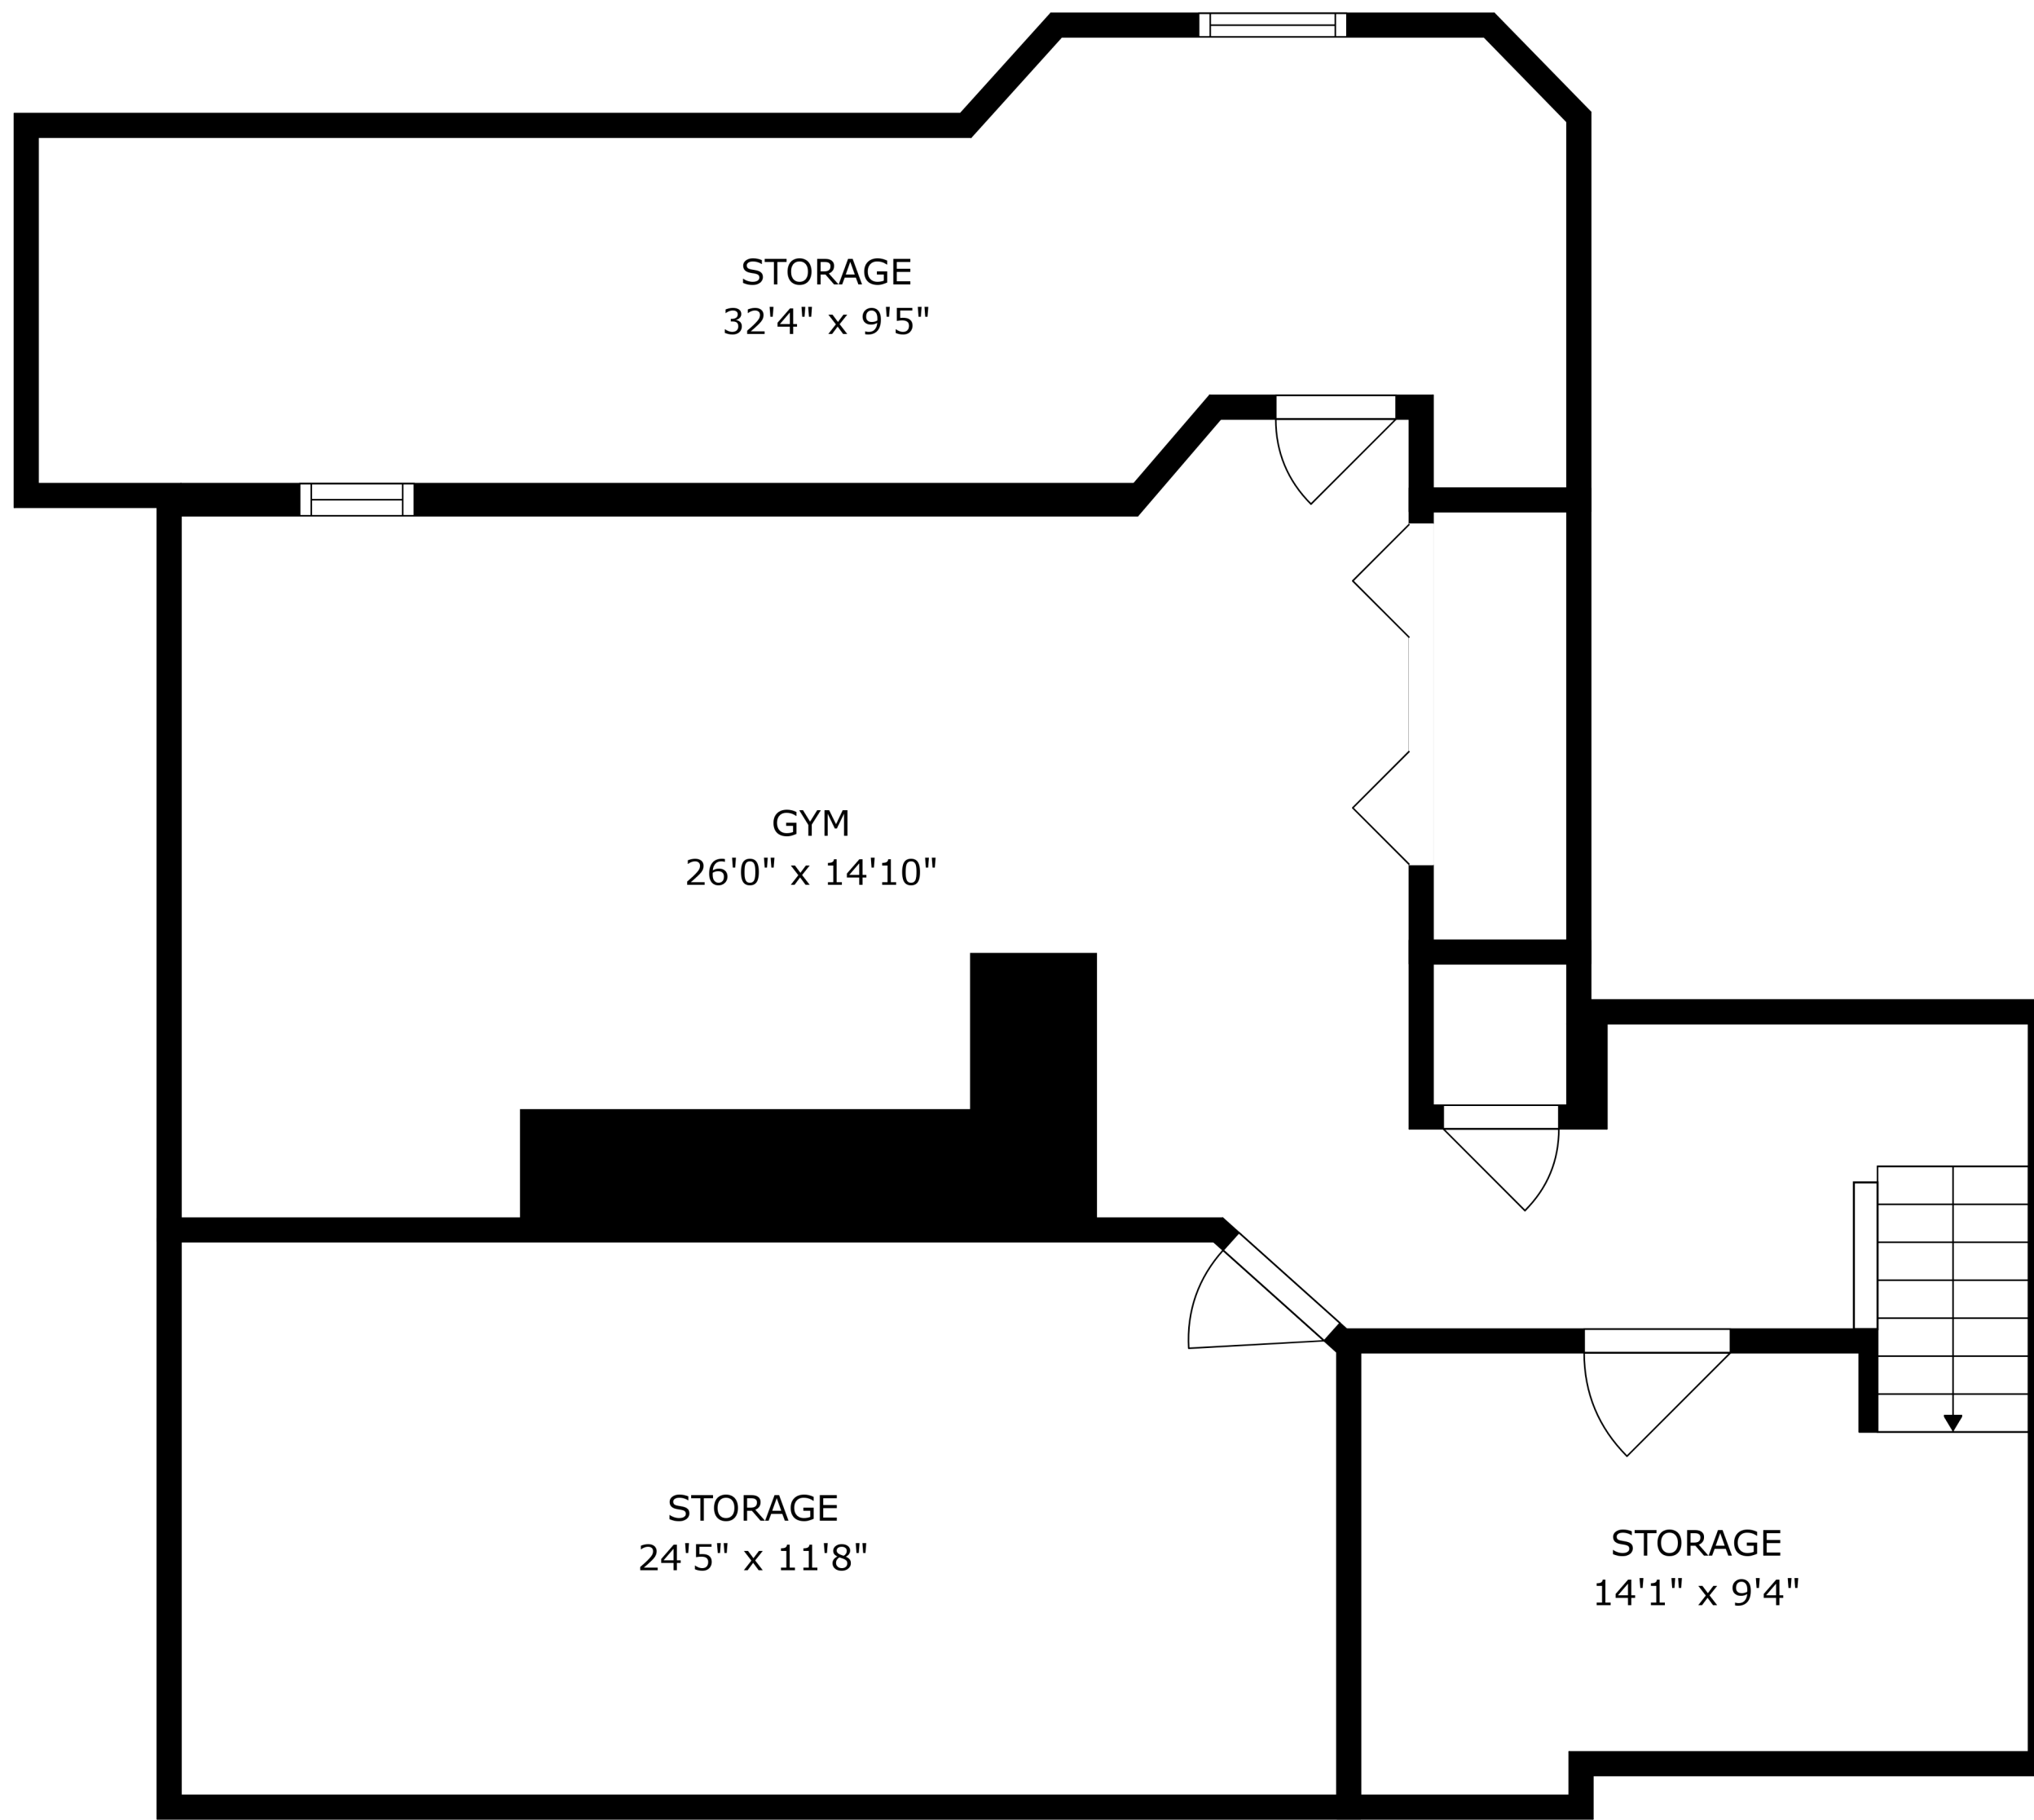 STORAGE
32'4" x 9'5"
GYM
26'0" x 14'10"
STORAGE
24'5" x 11'8"
STORAGE
14'1" x 9'4"